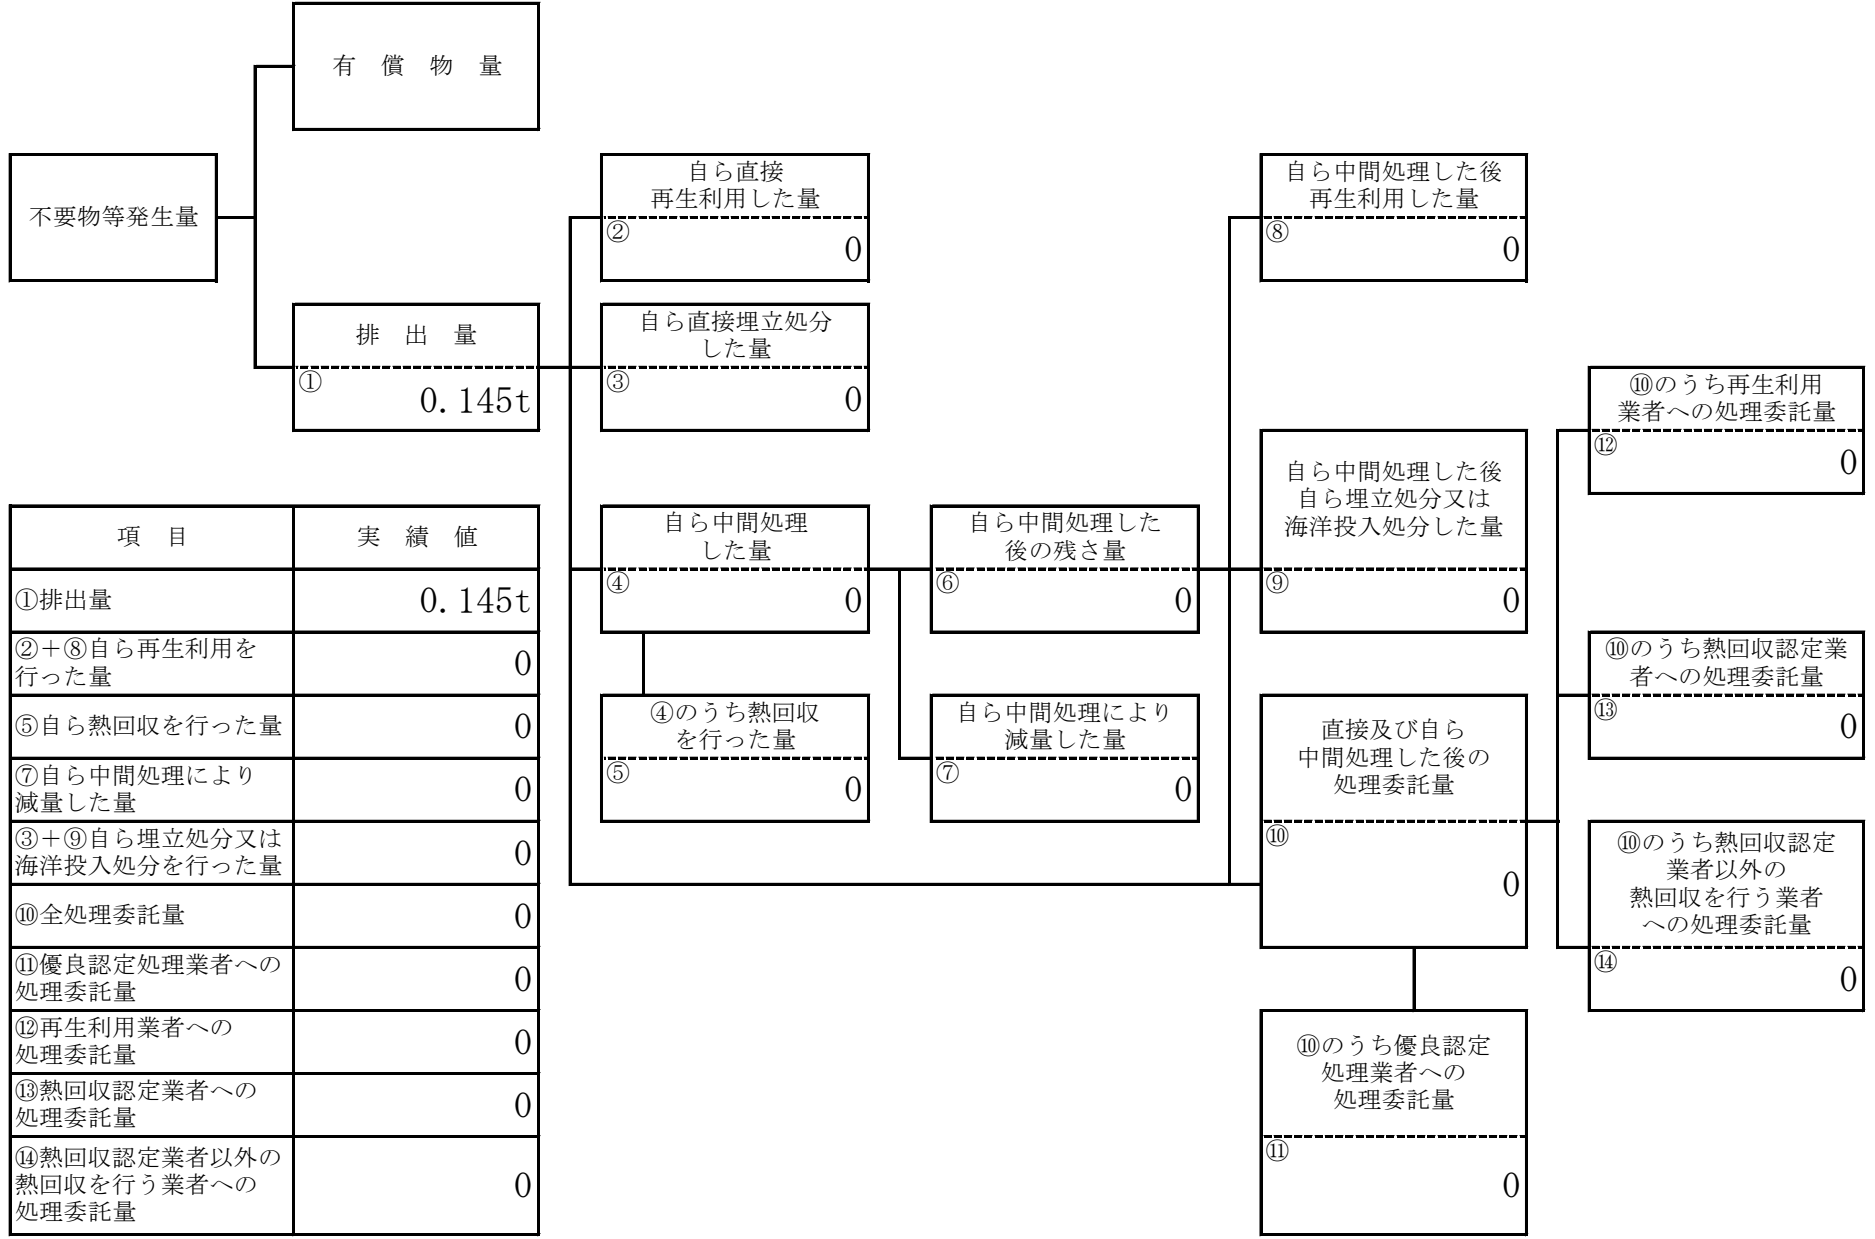 有 償 物 量
不要物等発生量
排 出 量
①
0.145t
自ら直接
再生利用した量
②
0
自ら直接埋立処分
した量
③
0
自ら中間処理
した量
④
0
④のうち熱回収
を行った量
⑤
0
自ら中間処理した
後の残さ量
⑥
0
自ら中間処理により
減量した量
⑦
0
自ら中間処理した後
再生利用した量
⑧
0
自ら中間処理した後
自ら埋立処分又は
海洋投入処分した量
⑨
0
直接及び自ら
中間処理した後の
処理委託量
⑩
0
⑩のうち優良認定
処理業者への
処理委託量
⑪
0
⑩のうち再生利用
業者への処理委託量
⑫
0
⑩のうち熱回収認定業
者への処理委託量
⑬
0
⑩のうち熱回収認定
業者以外の
熱回収を行う業者
への処理委託量
⑭
0
項 目 実 績 値
①排出量 0.145t
②＋⑧自ら再生利用を
行った量 0
⑤自ら熱回収を行った量 0
⑦自ら中間処理により
減量した量 0
③＋⑨自ら埋立処分又は
海洋投入処分を行った量 0
⑩全処理委託量 0
⑪優良認定処理業者への
処理委託量 0
⑫再生利用業者への
処理委託量 0
⑬熱回収認定業者への
処理委託量 0
⑭熱回収認定業者以外の
熱回収を行う業者への
処理委託量 0